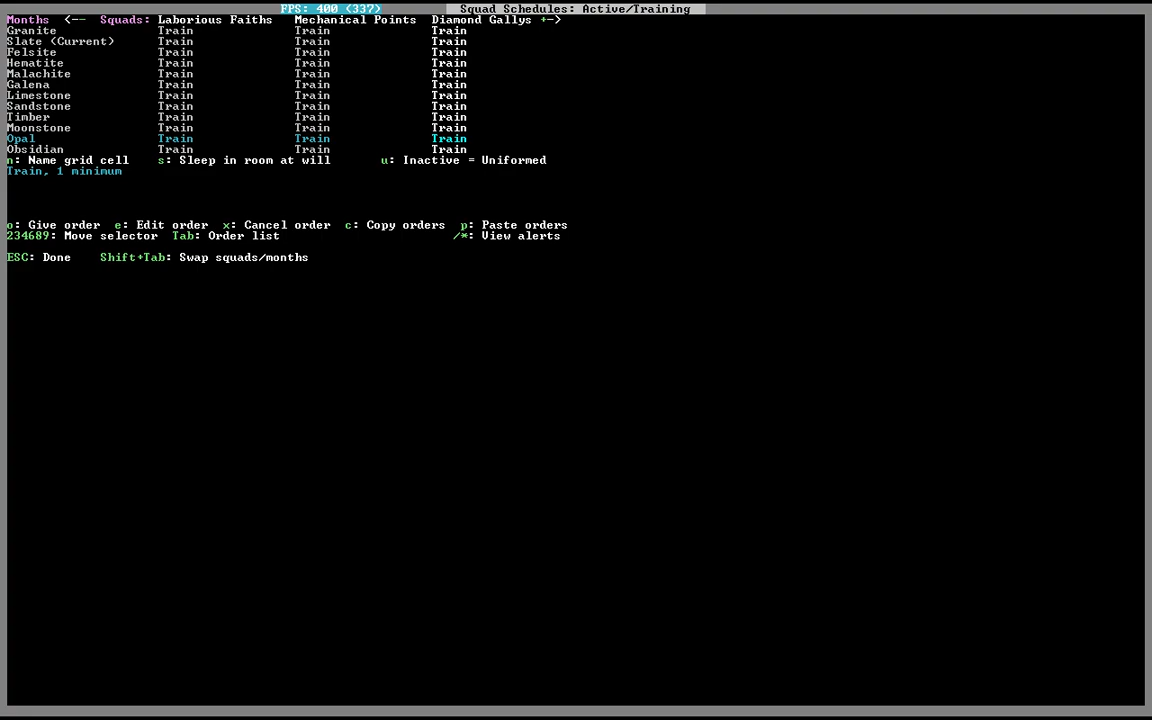 FPS: 400 (337) Squad Schedules: Active/Training
Months <-- Squads: Laborious Faiths Mechanical Points Diamond Gallys +->
Granite Train Train Train
Slate (Current) Train Train Train
Felsite Train Train Train
Hematite Train Train Train
Malachite Train Train Train
Galena Train Train Train
Limestone Train Train Train
Sandstone Train Train Train
Timber Train Train Train
Moonstone Train Train Train
Opal Train Train Train
Obsidian Train Train Train
n: Name grid cell s: Sleep in room at will u: Inactive = Uniformed
Train, 1 minimum
o: Give order e: Edit order x: Cancel order c: Copy orders p: Paste orders
234689: Move selector Tab: Order list /*: View alerts
ESC: Done Shift+Tab: Swap squads/months